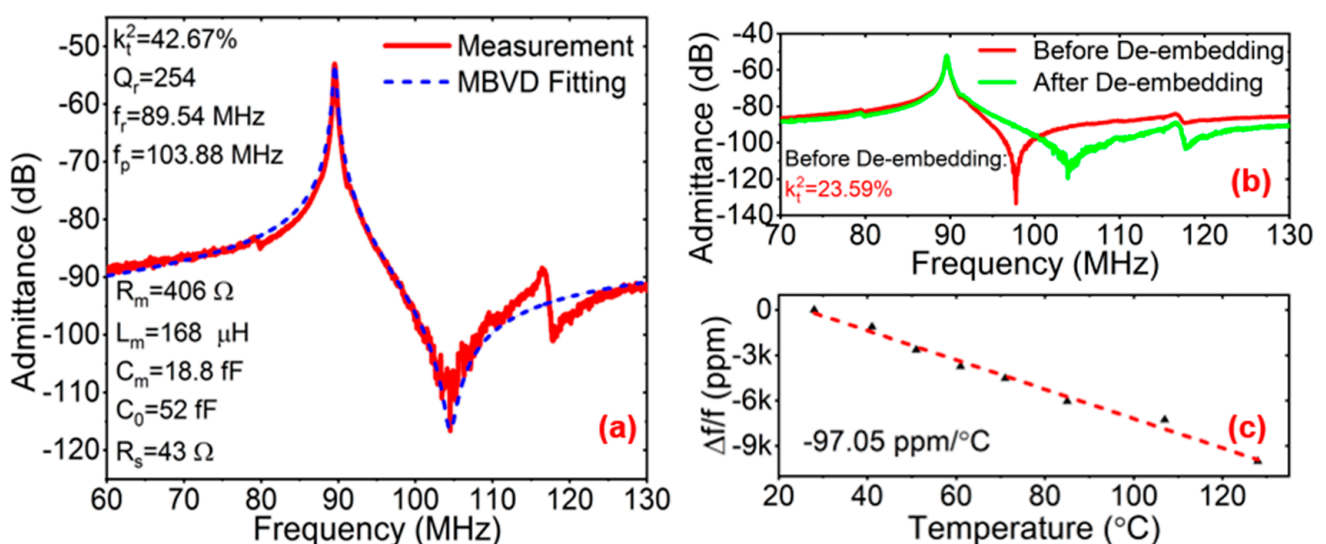 k_t^2=42.67%
Q_r=254
f_r=89.54 MHz
f_p=103.88 MHz
Measurement
MBVD Fitting
R_m=406 Ω
L_m=168 μH
C_m=18.8 fF
C_0=52 fF
R_s=43 Ω
(a)
Admittance (dB)
-50
-60
-70
-80
-90
-100
-110
-120
60 70 80 90 100 110 120 130
Frequency (MHz)
Before De-embedding
After De-embedding
Before De-embedding:
k_t^2=23.59%
(b)
Admittance (dB)
-40
-60
-80
-100
-120
-140
70 80 90 100 110 120 130
Frequency (MHz)
Δf/f (ppm)
0
-3k
-6k
-9k
-97.05 ppm/°C
(c)
20 40 60 80 100 120
Temperature (°C)